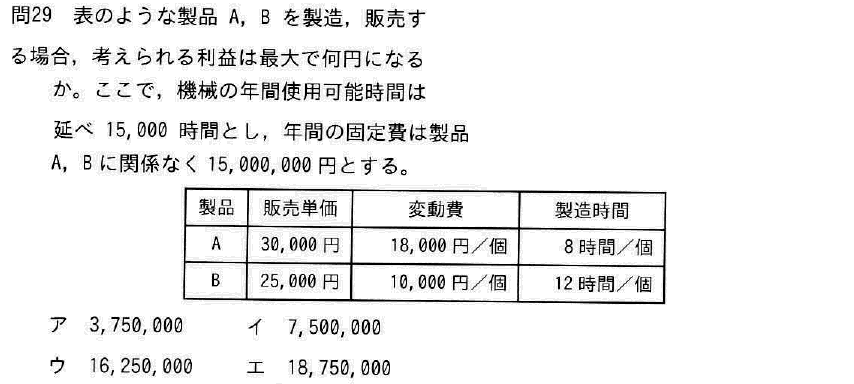 問29 表のような製品 A，B を製造，販売す
る場合，考えられる利益は最大で何円になる
か。ここで，機械の年間使用可能時間は
延べ 15,000 時間とし，年間の固定費は製品
A，B に関係なく 15,000,000 円とする。
製品 販売単価 変動費 製造時間
A 30,000 円 18,000 円／個 8 時間／個
B 25,000 円 10,000 円／個 12 時間／個
ア 3,750,000 イ 7,500,000
ウ 16,250,000 エ 18,750,000